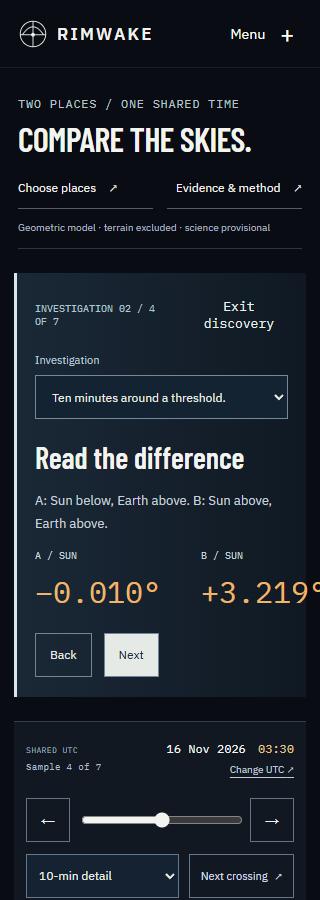 RIMWAKE
Menu +
TWO PLACES / ONE SHARED TIME
COMPARE THE SKIES.
Choose places ↗ Evidence & method ↗
Geometric model · terrain excluded · science provisional
INVESTIGATION 02 / 4
OF 7
Exit
discovery
Investigation
Ten minutes around a threshold.
Read the difference
A: Sun below, Earth above. B: Sun above,
Earth above.
A / SUN B / SUN
−0.010° +3.219°
Back Next
SHARED UTC
Sample 4 of 7
16 Nov 2026 03:30
Change UTC ↗
← →
10-min detail Next crossing ↗